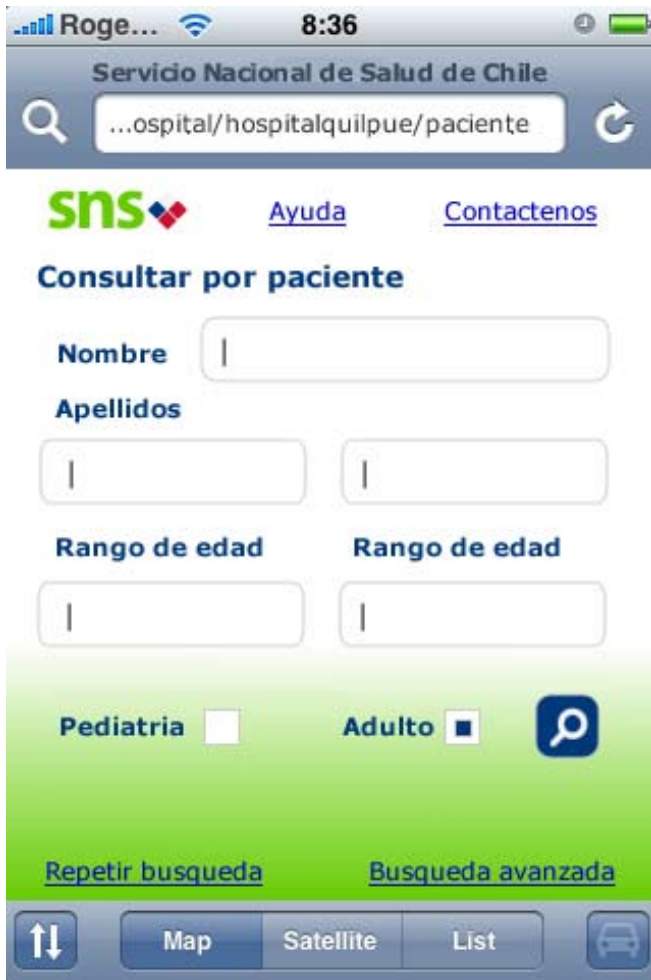 Roge... 8:36
Servicio Nacional de Salud de Chile
...ospital/hospitalquilpue/paciente
sns Ayuda Contactenos
Consultar por paciente
Nombre
Apellidos
Rango de edad Rango de edad
Pediatria Adulto
Repetir busqueda Busqueda avanzada
Map Satellite List